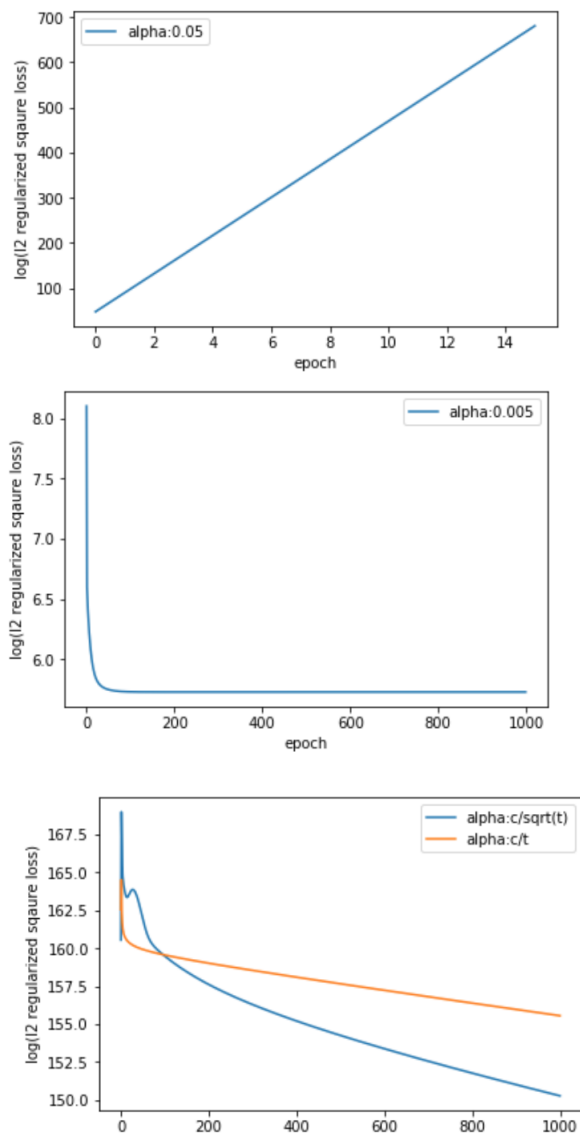 700
600
500
400
300
200
100
log(l2 regularized sqaure loss)
alpha:0.05
0 2 4 6 8 10 12 14
epoch
8.0
7.5
7.0
6.5
6.0
log(l2 regularized sqaure loss)
alpha:0.005
0 200 400 600 800 1000
epoch
167.5
165.0
162.5
160.0
157.5
155.0
152.5
150.0
log(l2 regularized sqaure loss)
alpha:c/sqrt(t)
alpha:c/t
0 200 400 600 800 1000